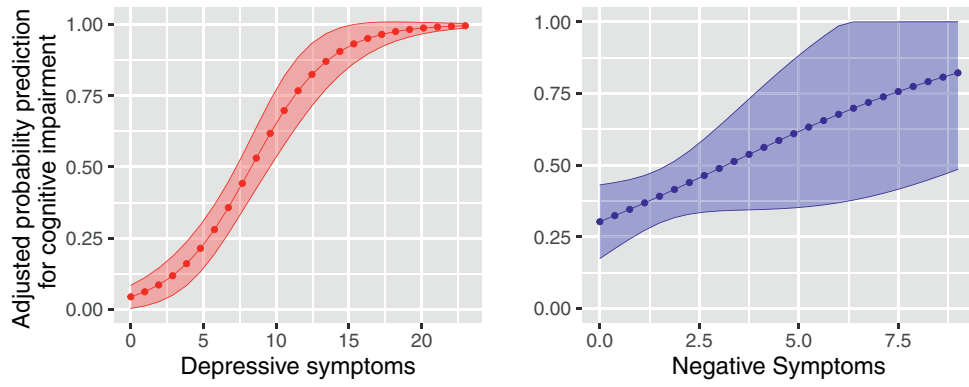 Adjusted probability prediction
for cognitive impairment
1.00
0.75
0.50
0.25
0.00
0 5 10 15 20
Depressive symptoms
1.00
0.75
0.50
0.25
0.00
0.0 2.5 5.0 7.5
Negative Symptoms